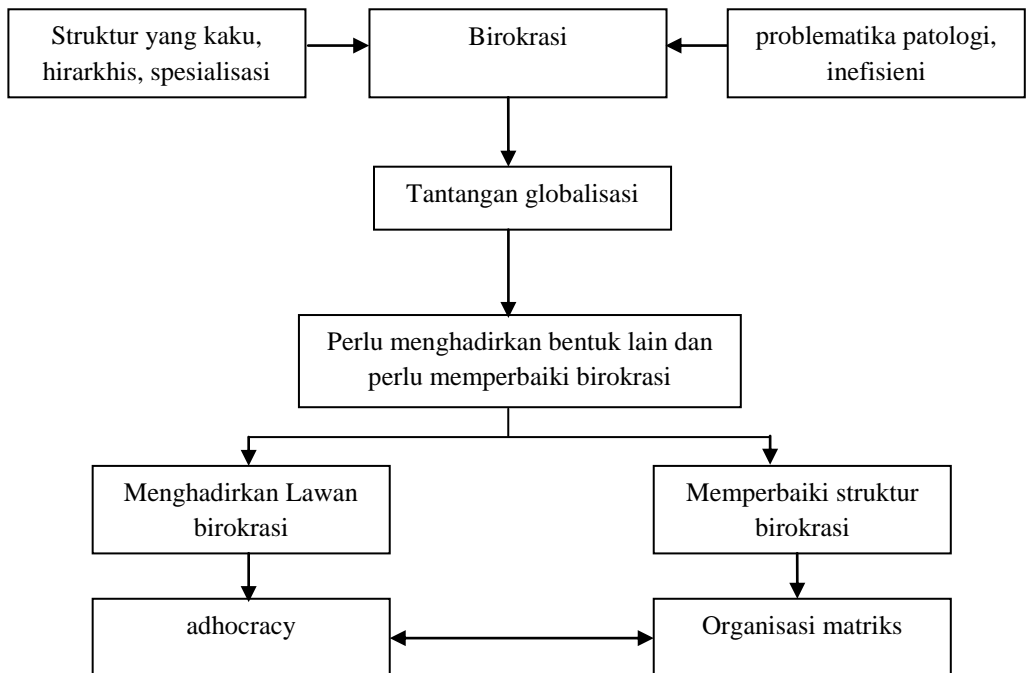 Struktur yang kaku,
hirarkhis, spesialisasi
Birokrasi
problematika patologi,
inefisieni
Tantangan globalisasi
Perlu menghadirkan bentuk lain dan
perlu memperbaiki birokrasi
Menghadirkan Lawan
birokrasi
Memperbaiki struktur
birokrasi
adhocracy
Organisasi matriks